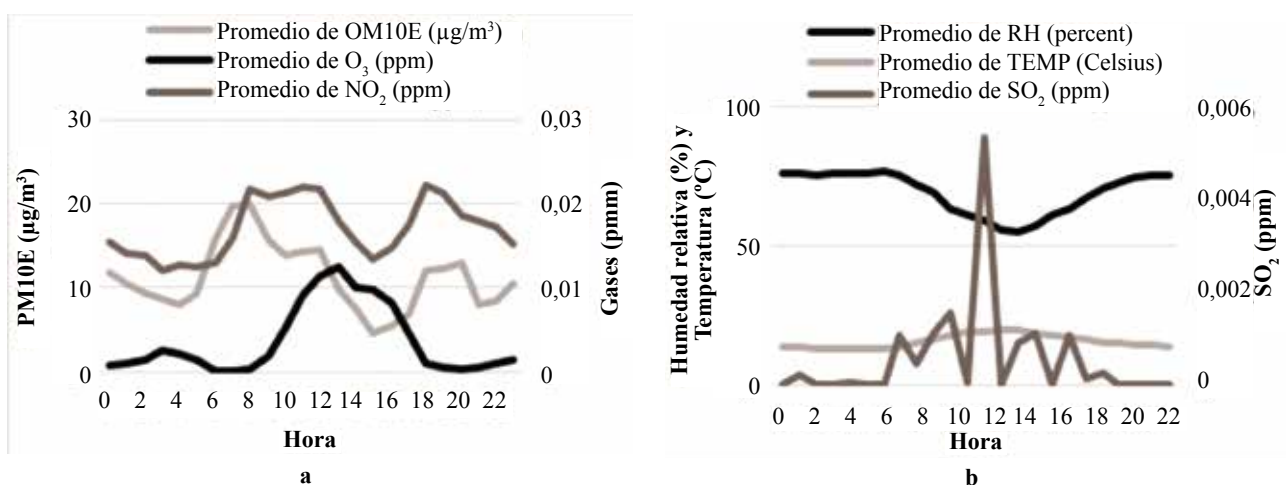 Promedio de OM10E (µg/m³)
Promedio de O₃ (ppm)
Promedio de NO₂ (ppm)
30
20
10
0
PM10E (µg/m³)
0,03
0,02
0,01
0
Gases (pmm)
0 2 4 6 8 10 12 14 16 18 20 22
Hora
a
Promedio de RH (percent)
Promedio de TEMP (Celsius)
Promedio de SO₂ (ppm)
100
50
0
Humedad relativa (%) y
Temperatura (ºC)
0,006
0,004
0,002
0
SO₂ (ppm)
0 2 4 6 8 10 12 14 16 18 20 22
Hora
b